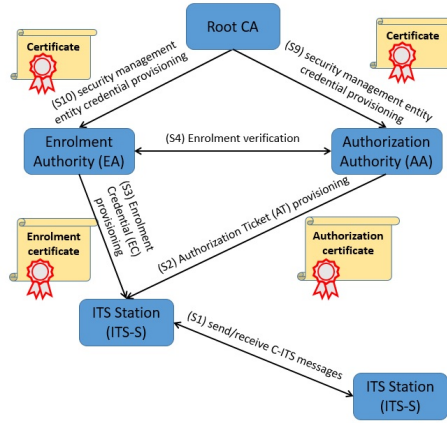 Root CA
Certificate
Certificate
(S10) security management
entity credential provisioning
(S9) security management entity
credential provisioning
Enrolment
Authority (EA)
(S4) Enrolment verification
Authorization
Authority (AA)
(S3) Enrolment
Credential (EC)
provisioning
(S2) Authorization Ticket (AT) provisioning
Enrolment
certificate
Authorization
certificate
ITS Station
(ITS-S)
(S1) send/receive C-ITS messages
ITS Station
(ITS-S)